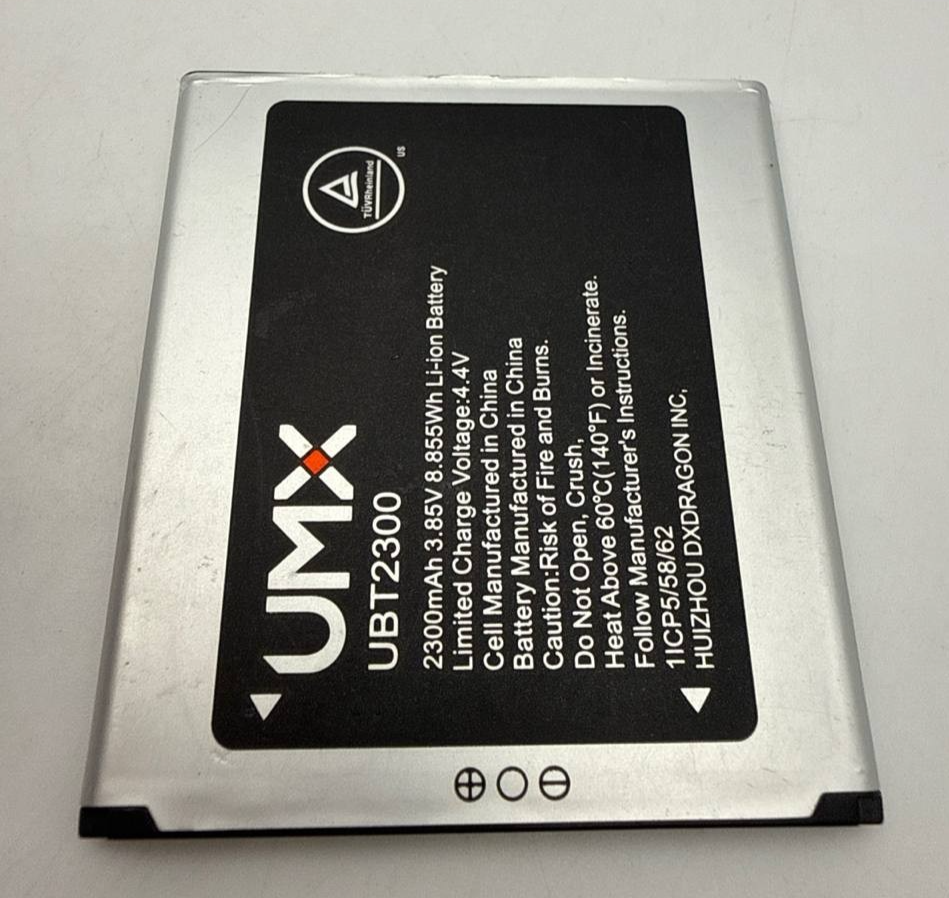 UMX
UBT2300
2300mAh 3.85V 8.855Wh Li-ion Battery
Limited Charge Voltage:4.4V
Cell Manufactured in China
Battery Manufactured in China
Caution:Risk of Fire and Burns.
Do Not Open, Crush,
Heat Above 60°C(140°F) or Incinerate.
Follow Manufacturer's Instructions.
1ICP5/58/62
HUIZHOU DXDRAGON INC,
TÜVRheinland
US